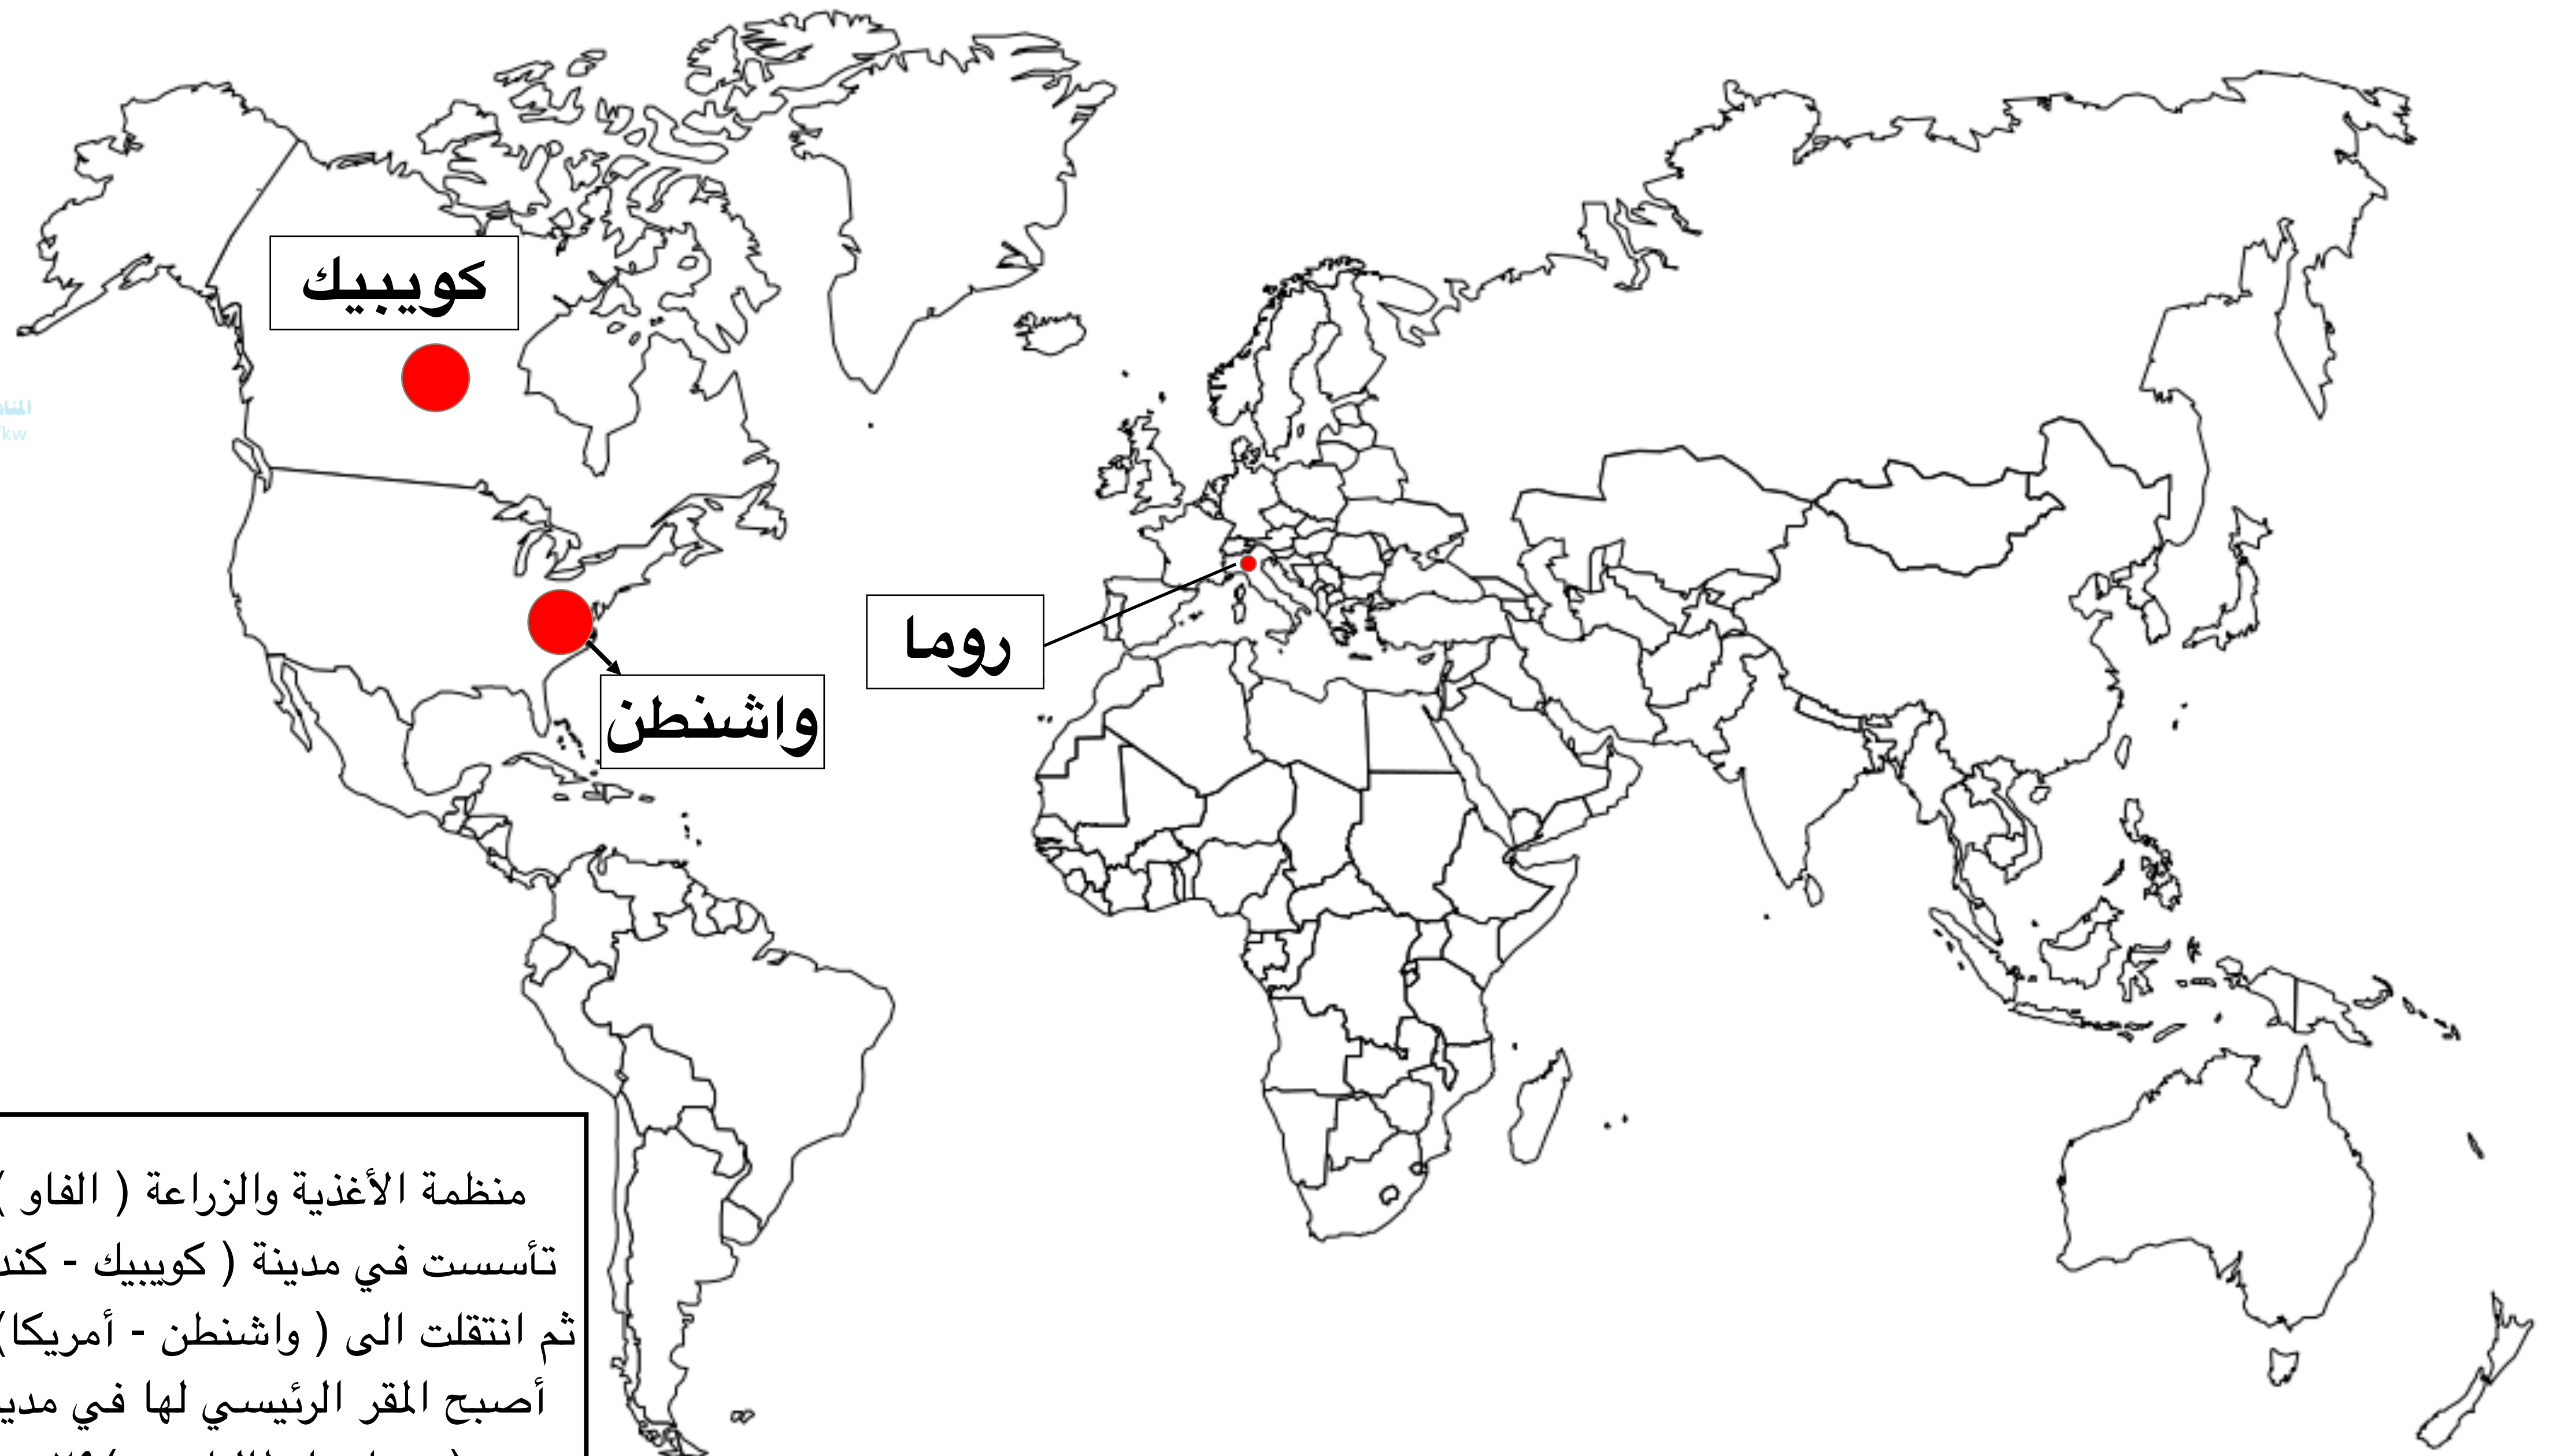 كويبيك
واشنطن
روما
kw
منظمة الأغذية والزراعة ( الفاو )
تأسست في مدينة ( كويبيك - كند
ثم انتقلت الى ( واشنطن - أمريكا)
أصبح المقر الرئيسي لها في مدي